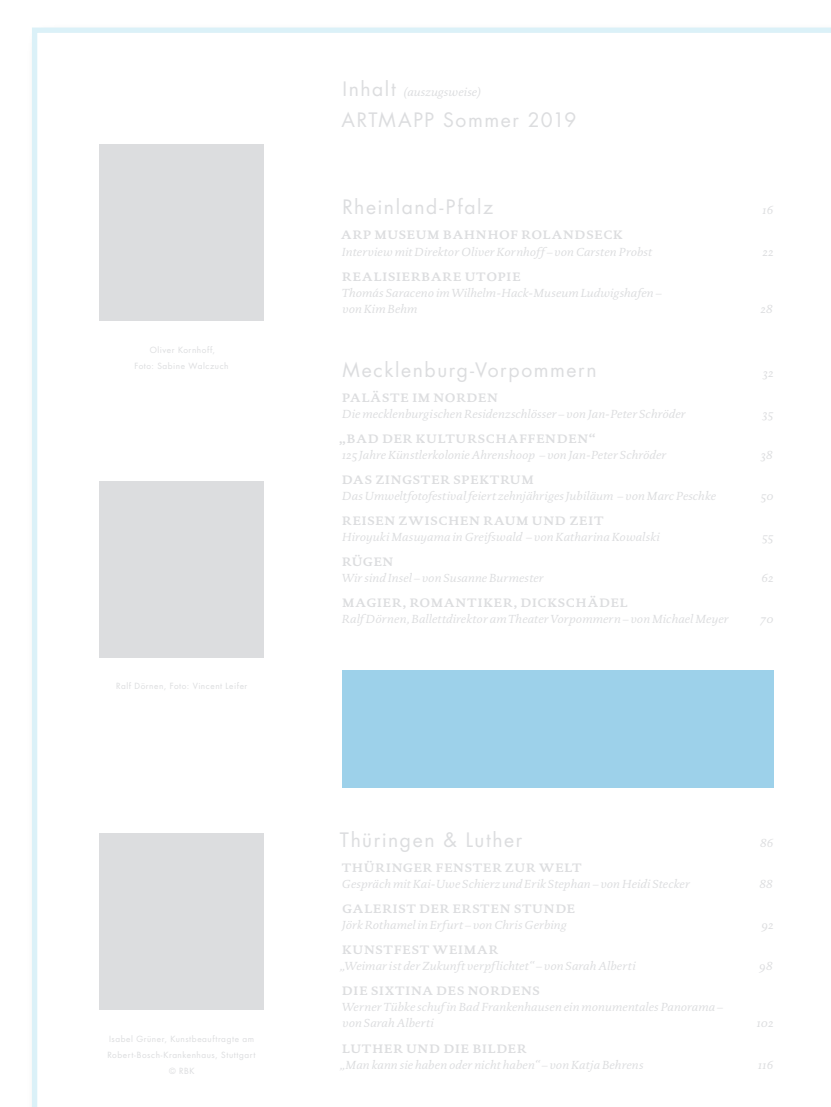 Inhalt (auszugsweise)
ARTMAPP Sommer 2019
Rheinland-Pfalz 16
ARP MUSEUM BAHNHOF ROLANDSECK
Interview mit Direktor Oliver Kornhoff – von Carsten Probst 22
REALISIERBARE UTOPIE
Thomás Saraceno im Wilhelm-Hack-Museum Ludwigshafen –
von Kim Behm 28
Oliver Kornhoff,
Foto: Sabine Walczuch
Mecklenburg-Vorpommern 32
PALÄSTE IM NORDEN
Die mecklenburgischen Residenzschlösser – von Jan-Peter Schröder 35
„BAD DER KULTURSCHAFFENDEN“
125 Jahre Künstlerkolonie Ahrenshoop – von Jan-Peter Schröder 38
DAS ZINGSTER SPEKTRUM
Das Umweltfotofestival feiert zehnjähriges Jubiläum – von Marc Peschke 50
REISEN ZWISCHEN RAUM UND ZEIT
Hiroyuki Masuyama in Greifswald – von Katharina Kowalski 55
RÜGEN
Wir sind Insel – von Susanne Burmester 62
MAGIER, ROMANTIKER, DICKSCHÄDEL
Ralf Dörnen, Ballettdirektor am Theater Vorpommern – von Michael Meyer 70
Ralf Dörnen, Foto: Vincent Leifer
Thüringen & Luther 86
THÜRINGER FENSTER ZUR WELT
Gespräch mit Kai-Uwe Schierz und Erik Stephan – von Heidi Stecker 88
GALERIST DER ERSTEN STUNDE
Jörk Rothamel in Erfurt – von Chris Gerbing 92
KUNSTFEST WEIMAR
„Weimar ist der Zukunft verpflichtet“ – von Sarah Alberti 98
DIE SIXTINA DES NORDENS
Werner Tübke schuf in Bad Frankenhausen ein monumentales Panorama –
von Sarah Alberti 102
LUTHER UND DIE BILDER
„Man kann sie haben oder nicht haben“ – von Katja Behrens 116
Isabel Grüner, Kunstbeauftragte am
Robert-Bosch-Krankenhaus, Stuttgart
© RBK